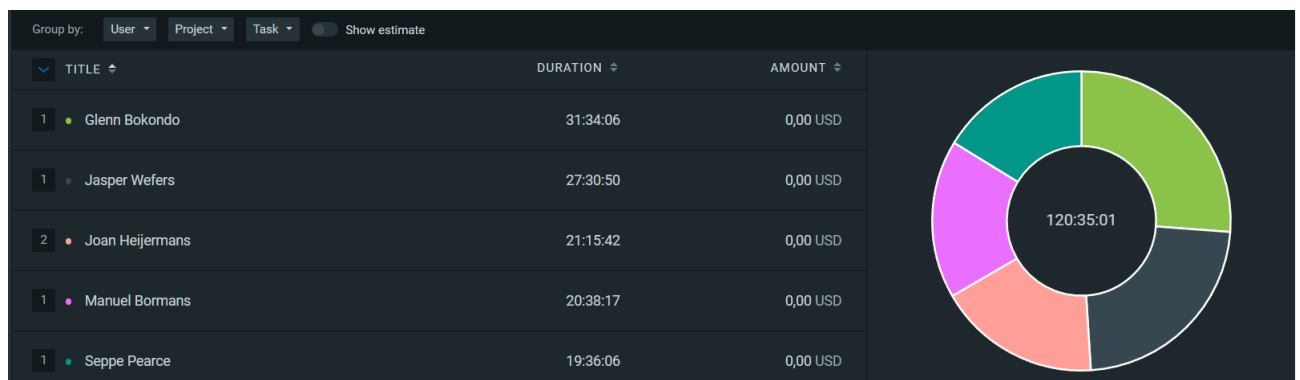 Group by: User Project Task Show estimate
TITLE DURATION AMOUNT
1 Glenn Bokondo 31:34:06 0,00 USD
1 Jasper Wefers 27:30:50 0,00 USD
2 Joan Heijermans 21:15:42 0,00 USD
1 Manuel Bormans 20:38:17 0,00 USD
1 Seppe Pearce 19:36:06 0,00 USD
120:35:01